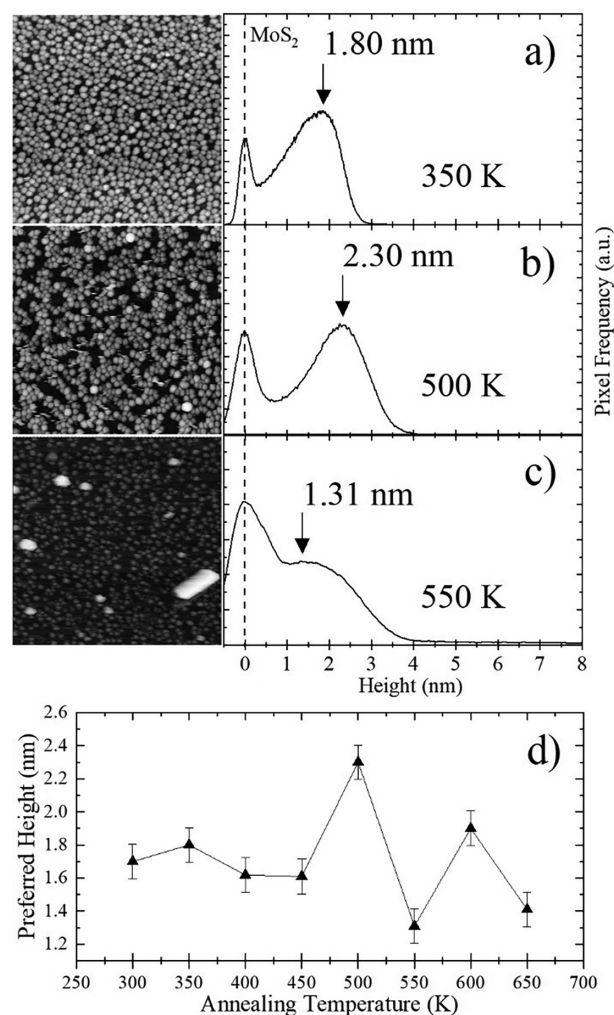 MoS2
1.80 nm
a)
350 K
2.30 nm
b)
500 K
1.31 nm
c)
550 K
Pixel Frequency (a.u.)
0 1 2 3 4 5 6 7 8
Height (nm)
d)
Preferred Height (nm)
2.6
2.4
2.2
2.0
1.8
1.6
1.4
1.2
250 300 350 400 450 500 550 600 650 700
Annealing Temperature (K)